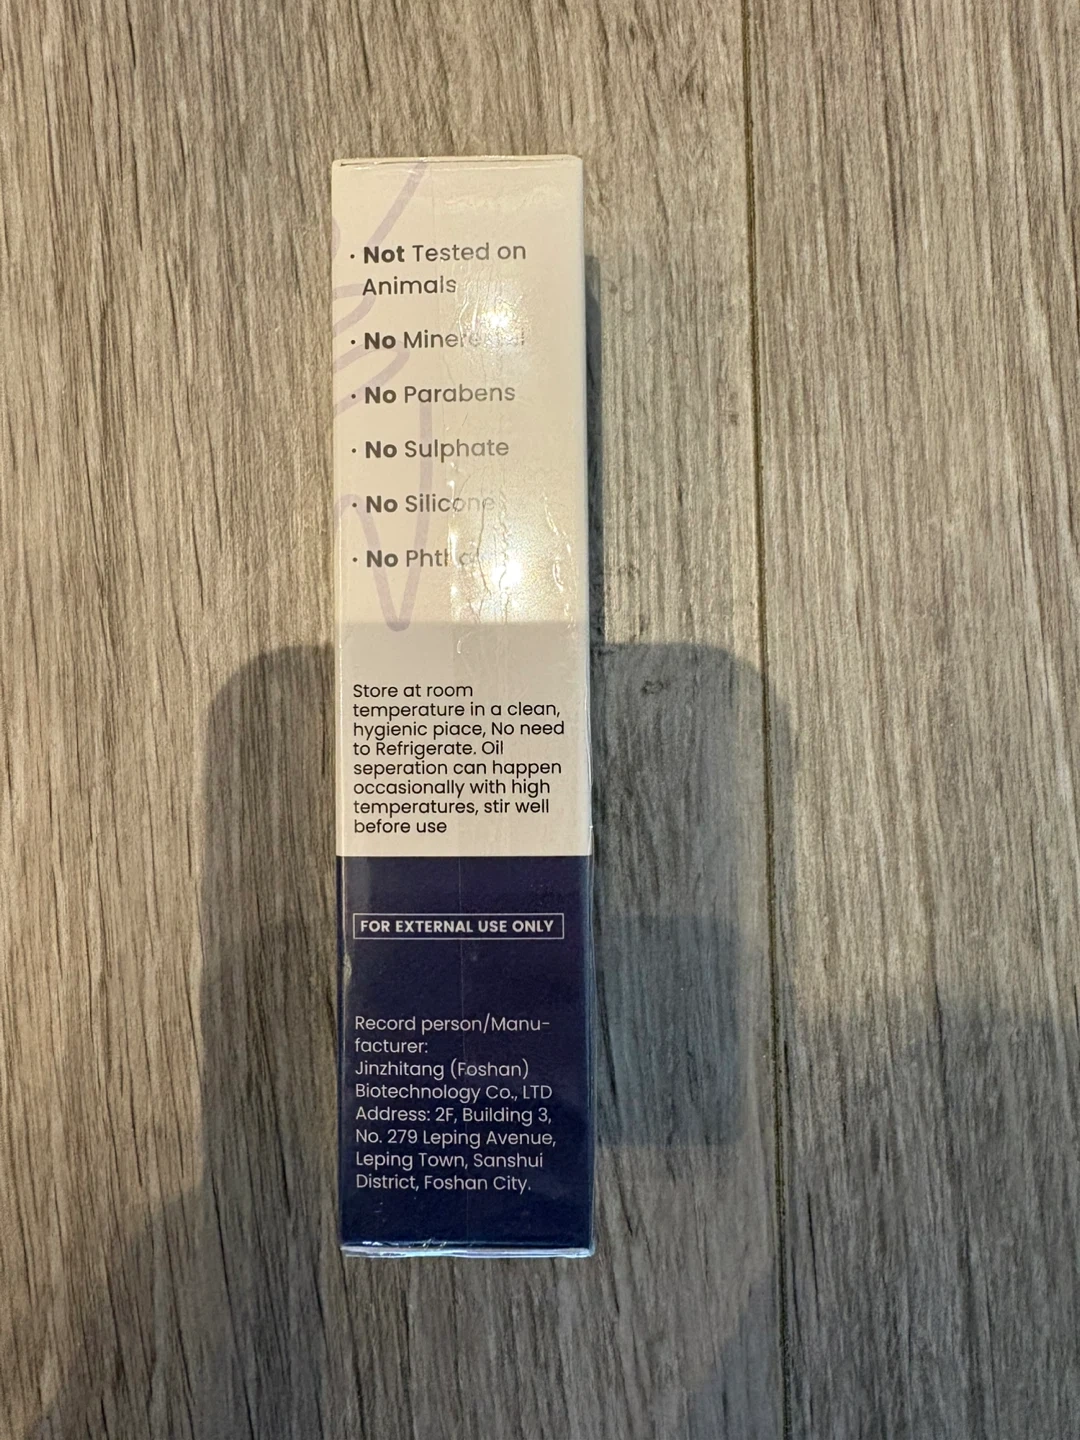 · Not Tested on
Animals
· No
· No Parabens
· No Sulphate
· No Silicone
· No
Store at room
temperature in a clean,
hygienic piace, No need
to Refrigerate. Oil
seperation can happen
occasionally with high
temperatures, stir well
before use
FOR EXTERNAL USE ONLY
Record person/Manu-
facturer:
Jinzhitang (Foshan)
Biotechnology Co., LTD
Address: 2F, Building 3,
No. 279 Leping Avenue,
Leping Town, Sanshui
District, Foshan City.